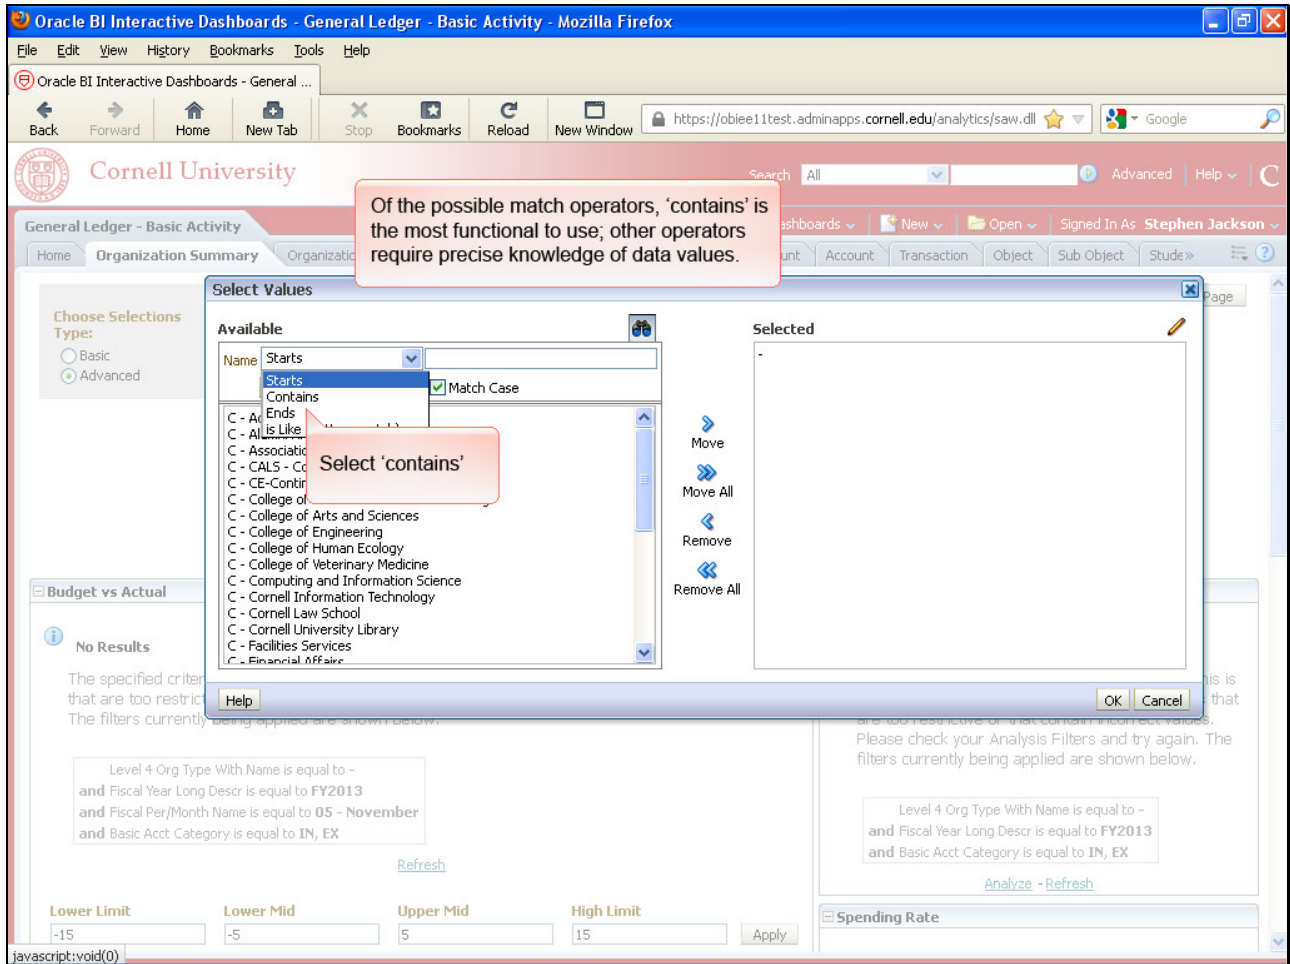 Oracle BI Interactive Dashboards - General Ledger - Basic Activity - Mozilla Firefox
File Edit View History Bookmarks Tools Help
Oracle BI Interactive Dashboards - General ...
Back Forward Home New Tab Stop Bookmarks Reload New Window https://obiee11test.adminapps.cornell.edu/analytics/saw.dll Google
Cornell University
Search All Advanced Help C
Of the possible match operators, 'contains' is
the most functional to use; other operators
require precise knowledge of data values.
General Ledger - Basic Activity New Open Signed In As Stephen Jackson
Home Organization Summary Account Transaction Object Sub Object
Select Values
Page
Choose Selections
Type:
Basic
Advanced
Available
Selected
Name Starts
-
Starts
Contains
Ends
is Like
Match Case
Select 'contains'
C - College of Arts and Sciences
C - College of Engineering
C - College of Human Ecology
C - College of Veterinary Medicine
C - Computing and Information Science
C - Cornell Information Technology
C - Cornell Law School
C - Cornell University Library
C - Facilities Services
C - Financial Affairs
Move
Move All
Remove
Remove All
Help
OK Cancel
Budget vs Actual
No Results
The specified
The filters currently being applied are shown below.
Level 4 Org Type With Name is equal to -
and Fiscal Year Long Descr is equal to FY2013
and Fiscal Per/Month Name is equal to 05 - November
and Basic Acct Category is equal to IN, EX
Refresh
Lower Limit Lower Mid Upper Mid High Limit
-15 -5 5 15 Apply
is is
that
are too restrictive or that contain incorrect values.
Please check your Analysis Filters and try again. The
filters currently being applied are shown below.
Level 4 Org Type With Name is equal to -
and Fiscal Year Long Descr is equal to FY2013
and Basic Acct Category is equal to IN, EX
Analyze - Refresh
Spending Rate
javascript:void(0)